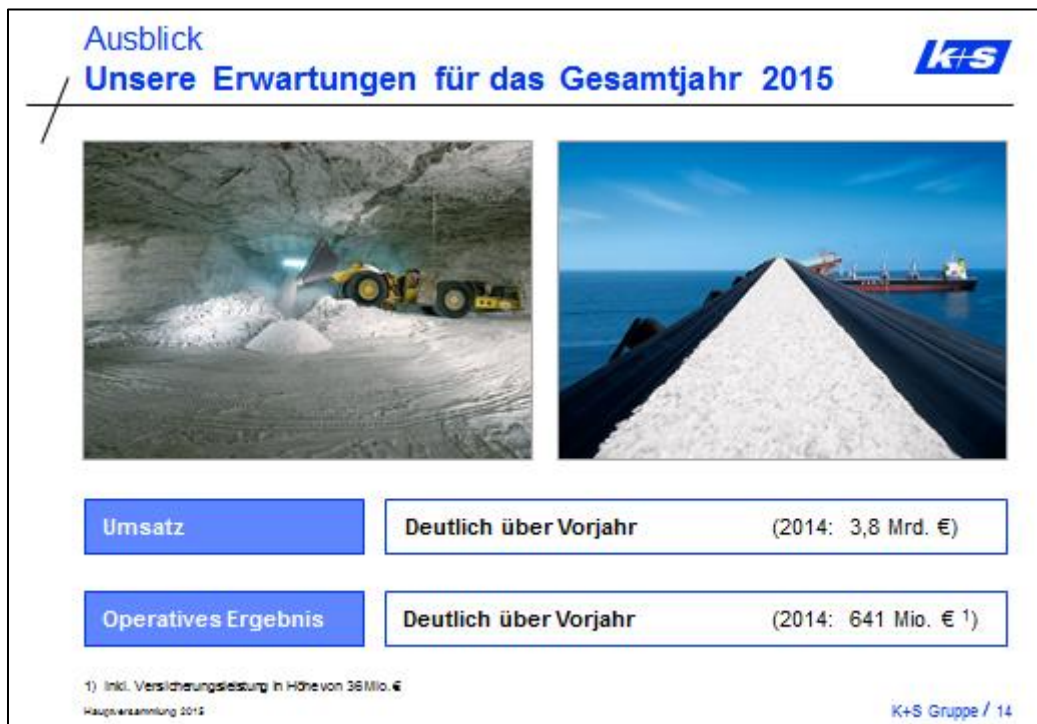 Ausblick
Unsere Erwartungen für das Gesamtjahr 2015
K+S
Umsatz
Deutlich über Vorjahr (2014: 3,8 Mrd. €)
Operatives Ergebnis
Deutlich über Vorjahr (2014: 641 Mio. € ¹)
1) Inkl. Versicherungsleistung in Höhe von 36 Mio. €
Hauptversammlung 2015
K+S Gruppe / 14